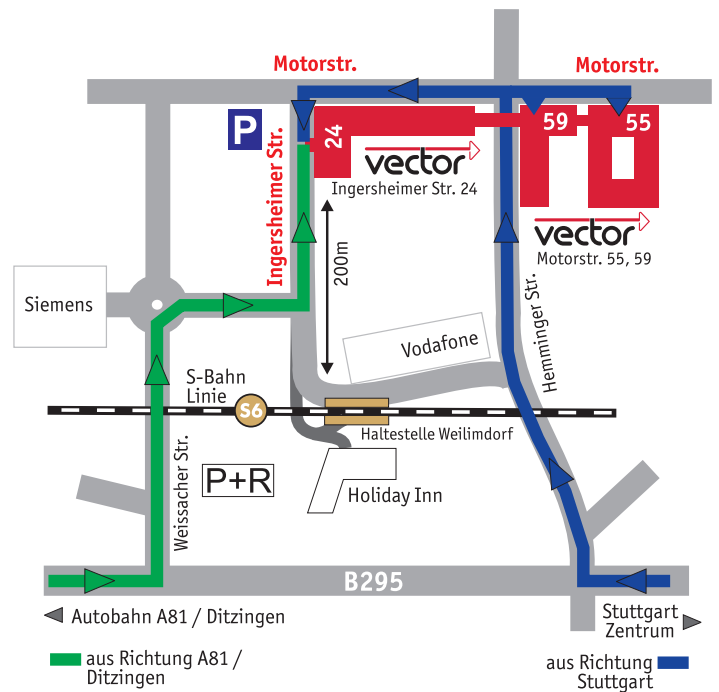 Motorstr.
Motorstr.
P
Ingersheimer Str.
24
59
55
vector
Ingersheimer Str. 24
vector
Motorstr. 55, 59
200m
Siemens
Vodafone
Hemminger Str.
S-Bahn
Linie
S6
Haltestelle Weilimdorf
Weissacher Str.
P+R
Holiday Inn
B295
Autobahn A81 / Ditzingen
Stuttgart
Zentrum
aus Richtung A81 /
Ditzingen
aus Richtung
Stuttgart